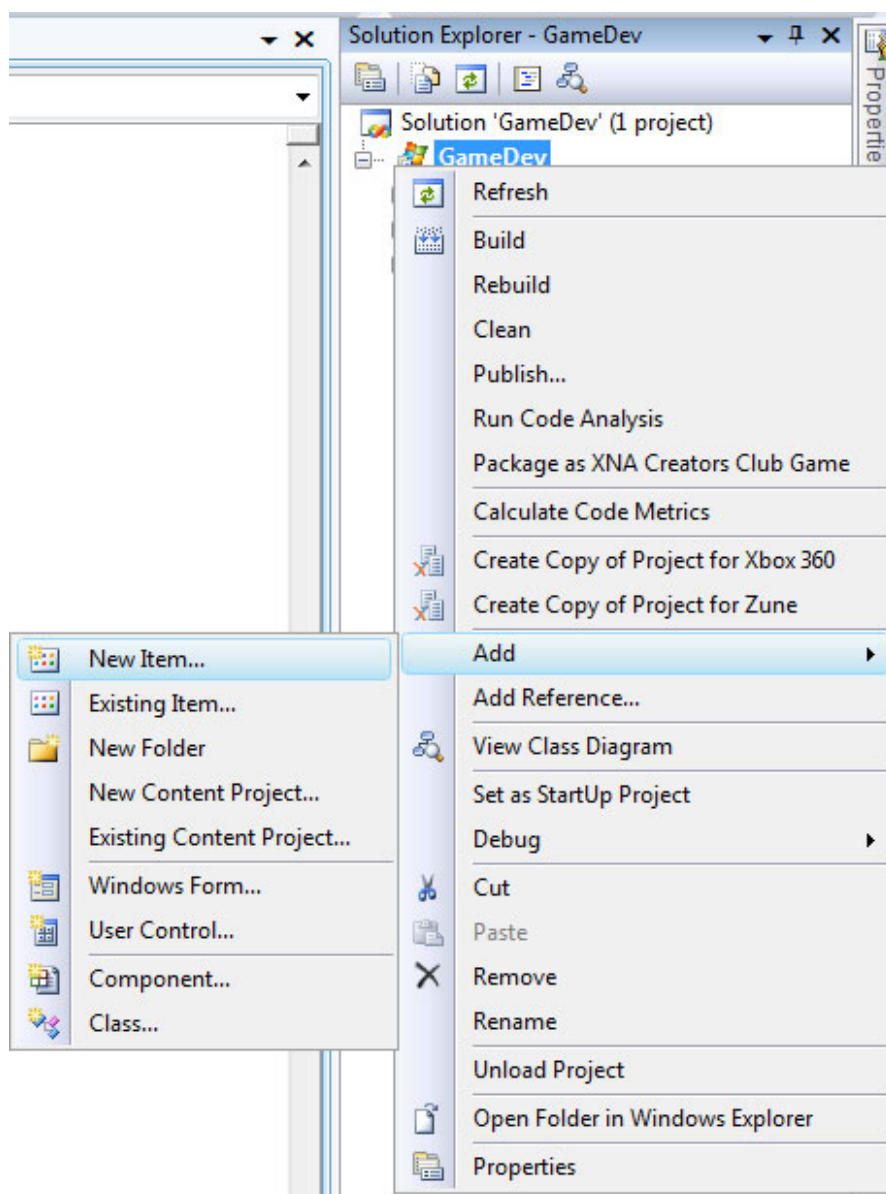 Solution Explorer - GameDev
Propertie
Solution 'GameDev' (1 project)
GameDev
Refresh
Build
Rebuild
Clean
Publish...
Run Code Analysis
Package as XNA Creators Club Game
Calculate Code Metrics
Create Copy of Project for Xbox 360
Create Copy of Project for Zune
Add
Add Reference...
View Class Diagram
Set as StartUp Project
Debug
Cut
Paste
Remove
Rename
Unload Project
Open Folder in Windows Explorer
Properties
New Item...
Existing Item...
New Folder
New Content Project...
Existing Content Project...
Windows Form...
User Control...
Component...
Class...